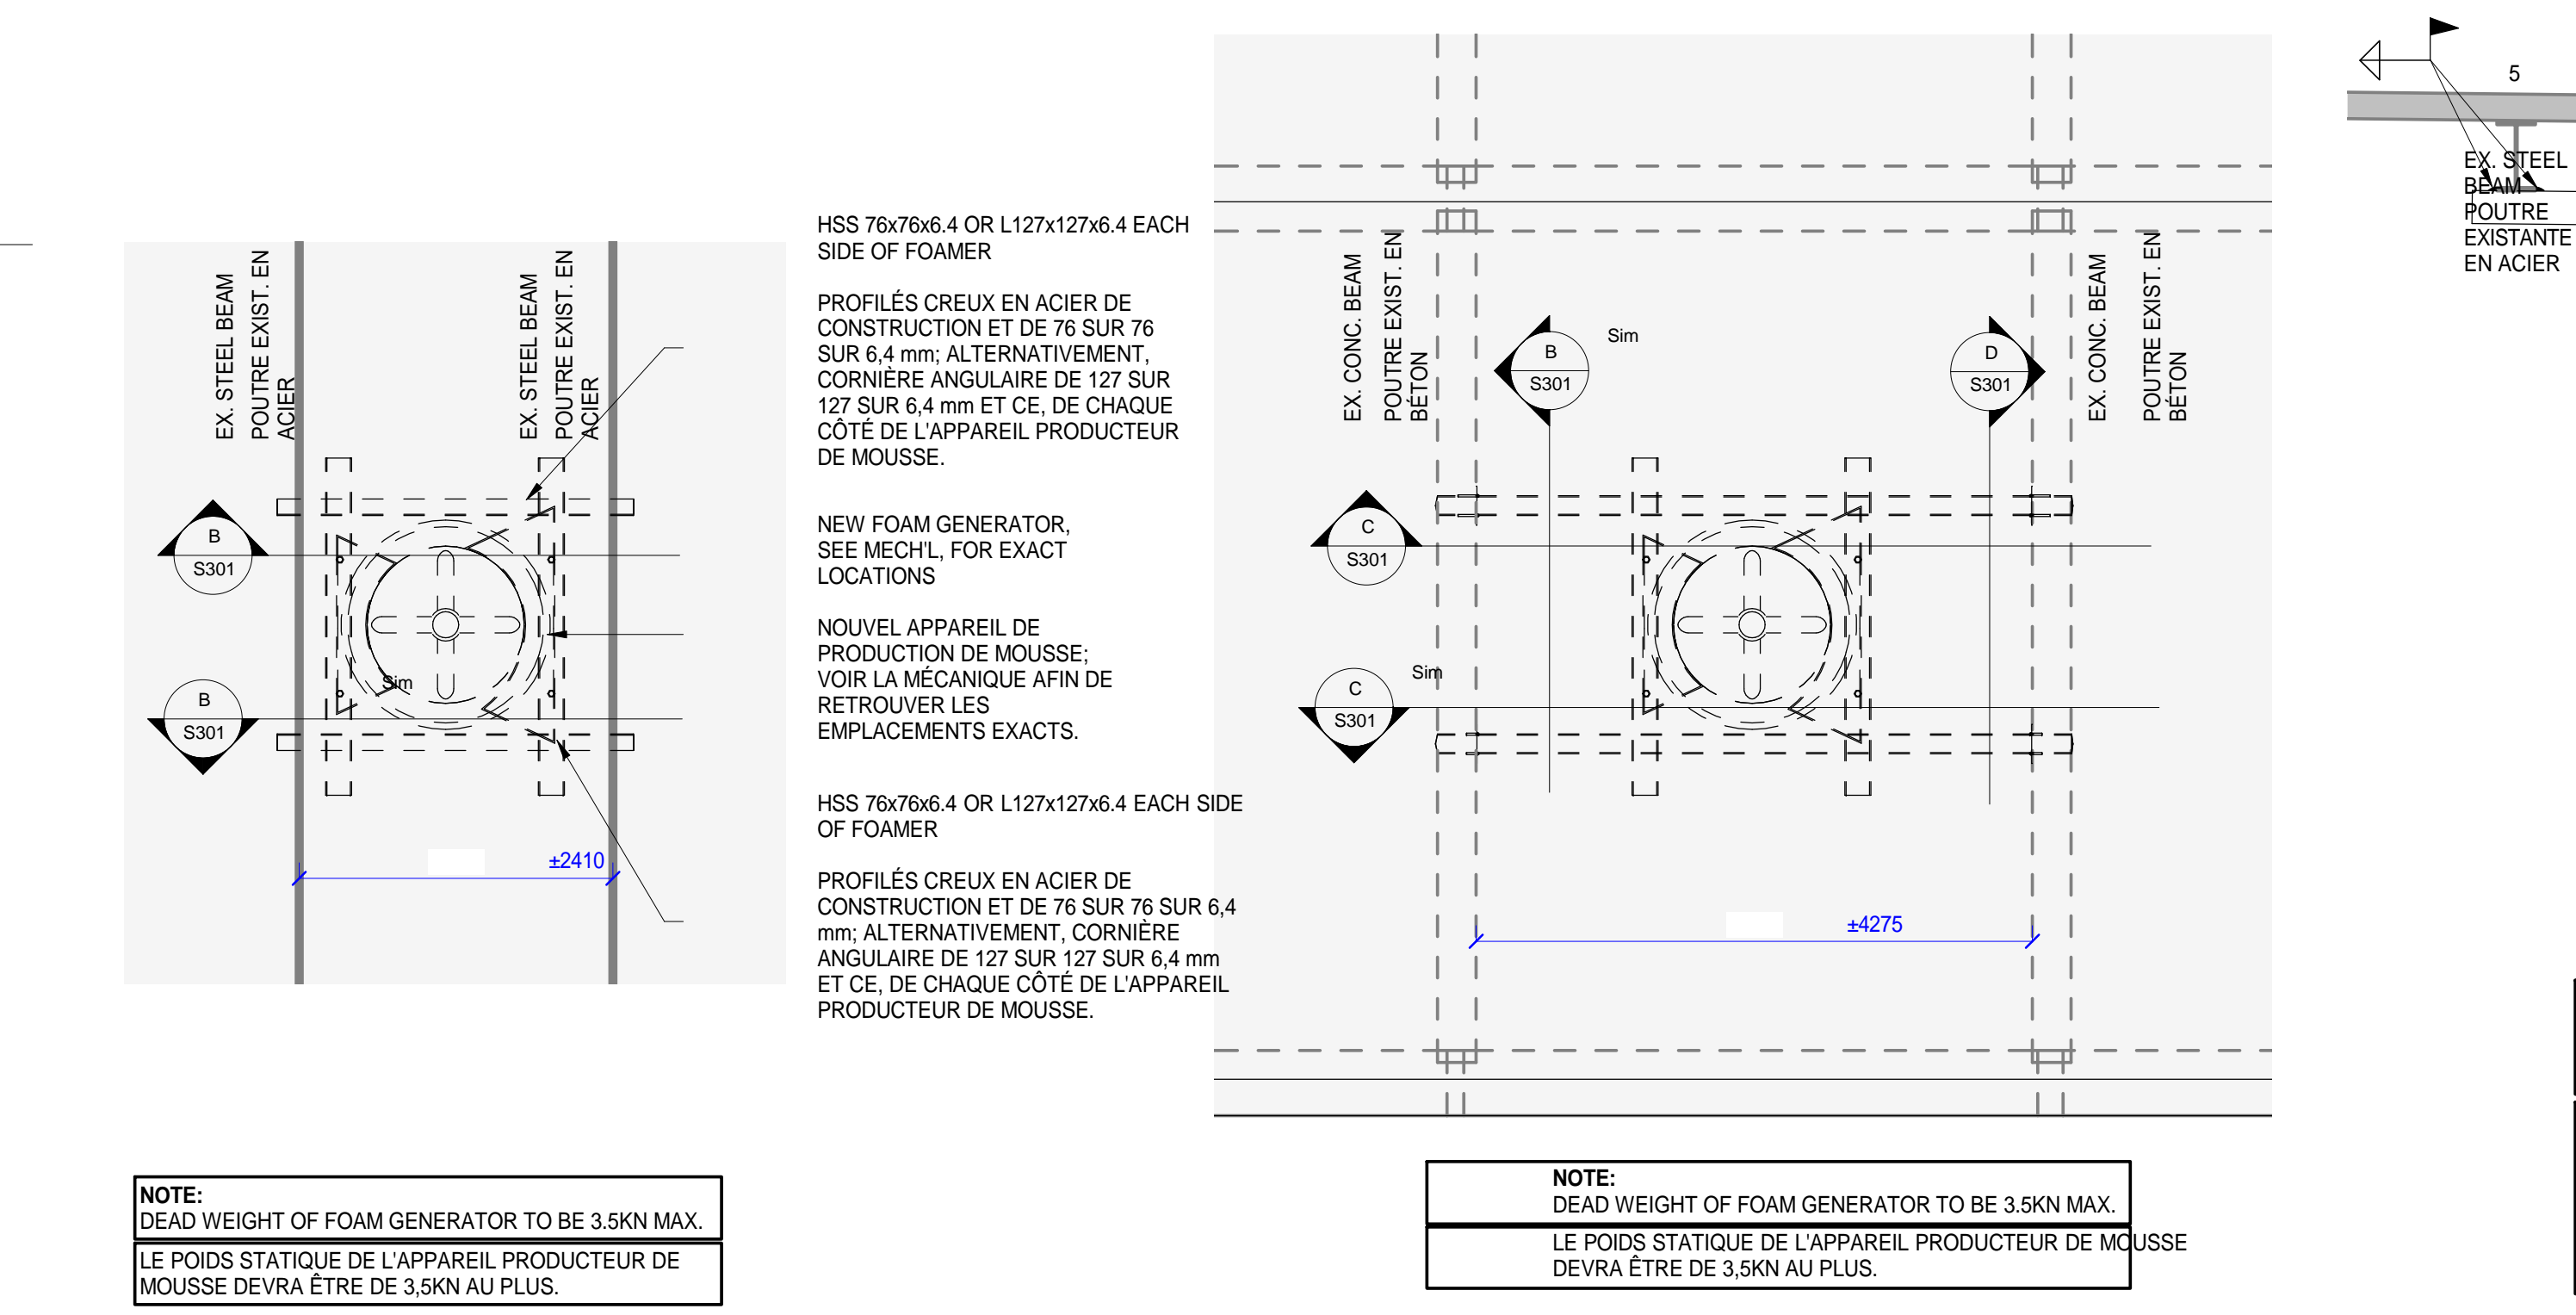 EX. STEEL BEAM
POUTRE EXIST. EN
ACIER
EX. STEEL BEAM
POUTRE EXIST. EN
ACIER
B
S301
B
S301
Sim
±2410
NOTE:
DEAD WEIGHT OF FOAM GENERATOR TO BE 3.5KN MAX.
LE POIDS STATIQUE DE L'APPAREIL PRODUCTEUR DE
MOUSSE DEVRA ÊTRE DE 3,5KN AU PLUS.
HSS 76x76x6.4 OR L127x127x6.4 EACH
SIDE OF FOAMER
PROFILÉS CREUX EN ACIER DE
CONSTRUCTION ET DE 76 SUR 76
SUR 6,4 mm; ALTERNATIVEMENT,
CORNIÈRE ANGULAIRE DE 127 SUR
127 SUR 6,4 mm ET CE, DE CHAQUE
CÔTÉ DE L'APPAREIL PRODUCTEUR
DE MOUSSE.
NEW FOAM GENERATOR,
SEE MECH'L, FOR EXACT
LOCATIONS
NOUVEL APPAREIL DE
PRODUCTION DE MOUSSE;
VOIR LA MÉCANIQUE AFIN DE
RETROUVER LES
EMPLACEMENTS EXACTS.
HSS 76x76x6.4 OR L127x127x6.4 EACH SIDE
OF FOAMER
PROFILÉS CREUX EN ACIER DE
CONSTRUCTION ET DE 76 SUR 76 SUR 6,4
mm; ALTERNATIVEMENT, CORNIÈRE
ANGULAIRE DE 127 SUR 127 SUR 6,4 mm
ET CE, DE CHAQUE CÔTÉ DE L'APPAREIL
PRODUCTEUR DE MOUSSE.
EX. CONC. BEAM
POUTRE EXIST. EN
BÉTON
B
S301
Sim
D
S301
EX. CONC. BEAM
POUTRE EXIST. EN
BÉTON
C
S301
C
S301
Sim
±4275
NOTE:
DEAD WEIGHT OF FOAM GENERATOR TO BE 3.5KN MAX.
LE POIDS STATIQUE DE L'APPAREIL PRODUCTEUR DE MOUSSE
DEVRA ÊTRE DE 3,5KN AU PLUS.
5
EX. STEEL
BEAM
POUTRE
EXISTANTE
EN ACIER